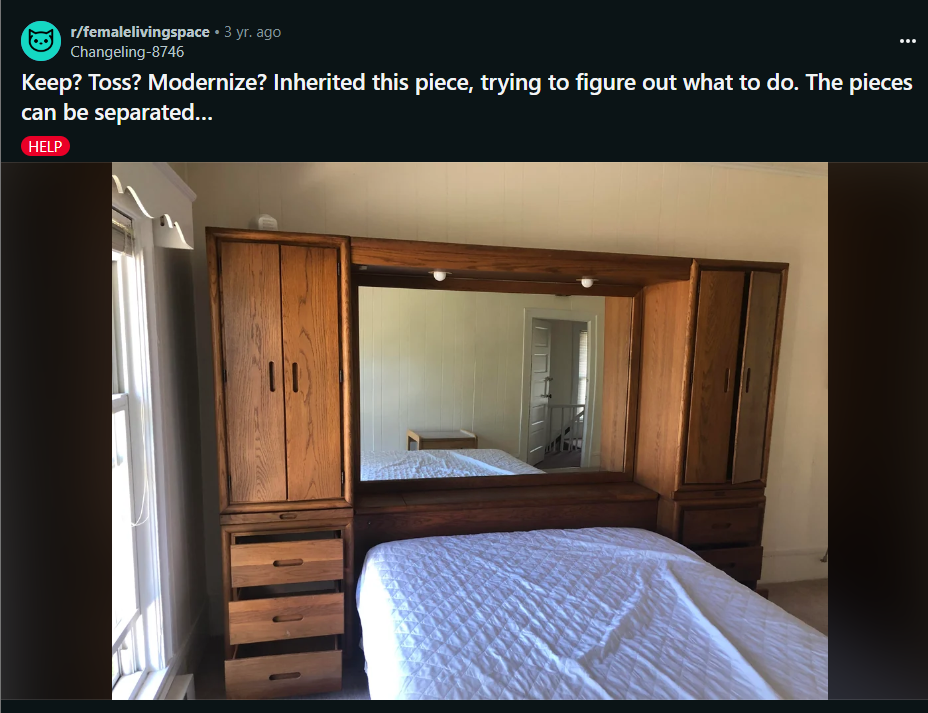 r/femalelivingspace • 3 yr. ago
Changeling-8746
Keep? Toss? Modernize? Inherited this piece, trying to figure out what to do. The pieces
can be separated...
HELP